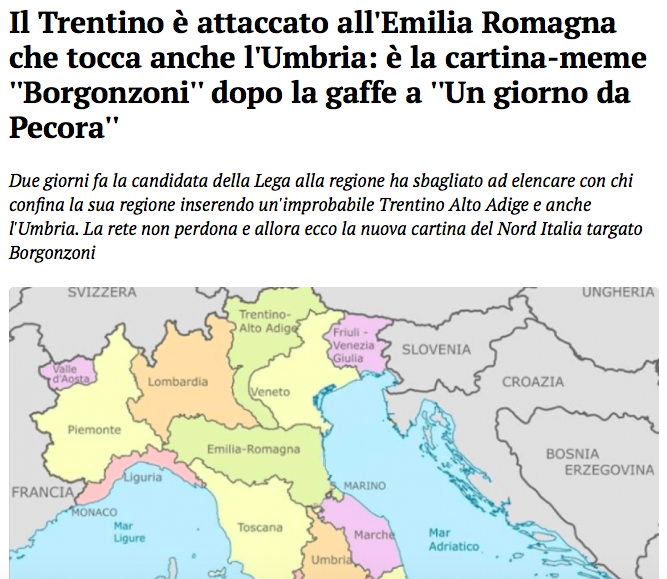 Il Trentino è attaccato all'Emilia Romagna
che tocca anche l'Umbria: è la cartina-meme
"Borgonzoni" dopo la gaffe a "Un giorno da
Pecora"
Due giorni fa la candidata della Lega alla regione ha sbagliato ad elencare con chi
confina la sua regione inserendo un'improbabile Trentino Alto Adige e anche
l'Umbria. La rete non perdona e allora ecco la nuova cartina del Nord Italia targato
Borgonzoni
SVIZZERA
UNGHERIA
Trentino-
Alto Adige
Friuli -
Venezia
Giulia
SLOVENIA
Valle
d'Aosta
Lombardia
Veneto
CROAZIA
Piemonte
Emilia-Romagna
BOSNIA
ERZEGOVINA
Liguria
FRANCIA
MARINO
MONACO
Mar
Ligure
Toscana
Marche
Mar
Adriatico
Umbria